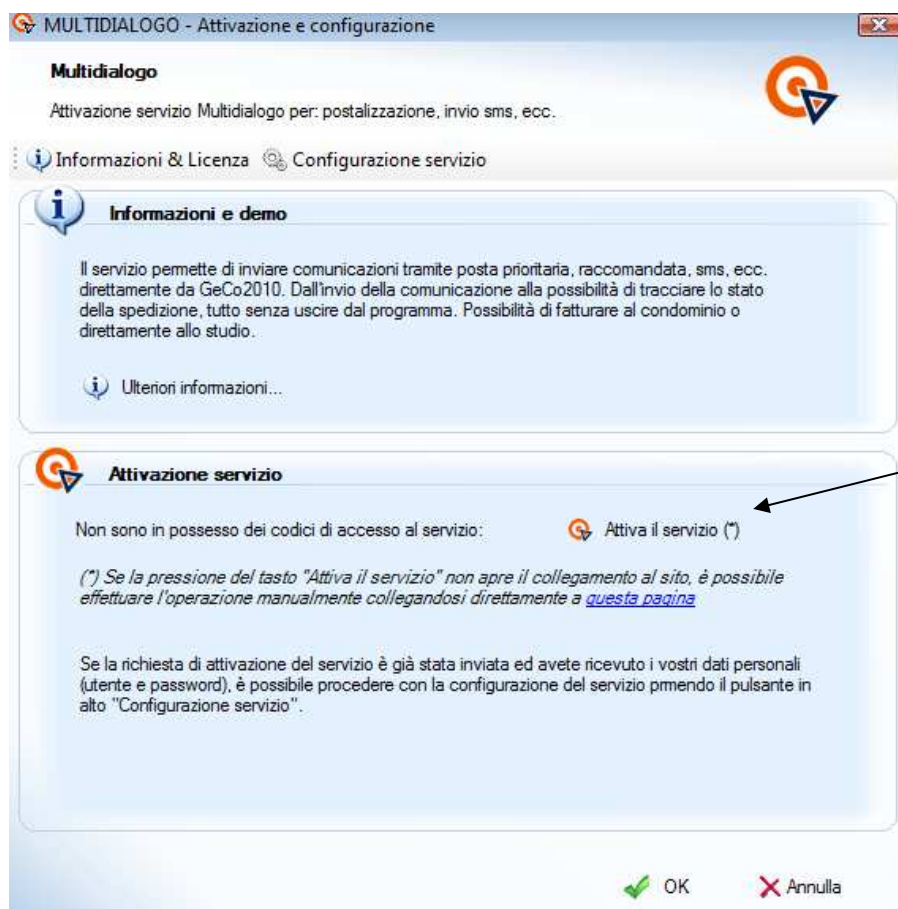 MULTIDIALOGO - Attivazione e configurazione
Multidialogo
Attivazione servizio Multidialogo per: postalizzazione, invio sms, ecc.
Informazioni & Licenza Configurazione servizio
Informazioni e demo
Il servizio permette di inviare comunicazioni tramite posta prioritaria, raccomandata, sms, ecc.
direttamente da GeCo2010. Dall'invio della comunicazione alla possibilità di tracciare lo stato
della spedizione, tutto senza uscire dal programma. Possibilità di fatturare al condominio o
direttamente allo studio.
Ulteriori informazioni...
Attivazione servizio
Non sono in possesso dei codici di accesso al servizio: Attiva il servizio (*)
(*) Se la pressione del tasto "Attiva il servizio" non apre il collegamento al sito, è possibile
effettuare l'operazione manualmente collegandosi direttamente a questa pagina
Se la richiesta di attivazione del servizio è già stata inviata ed avete ricevuto i vostri dati personali
(utente e password), è possibile procedere con la configurazione del servizio prmendo il pulsante in
alto "Configurazione servizio".
OK Annulla